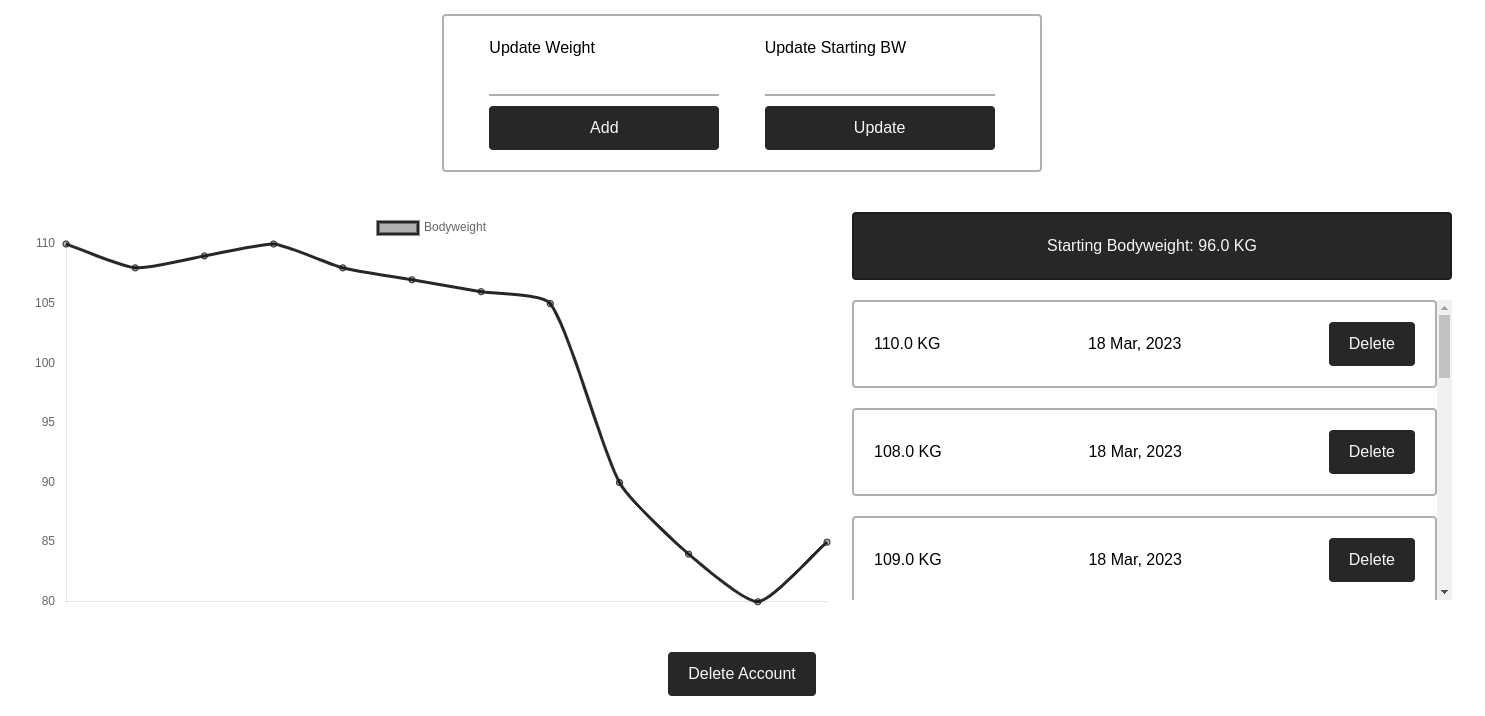 Update Weight
Update Starting BW
Add
Update
Bodyweight
110
105
100
95
90
85
80
Starting Bodyweight: 96.0 KG
110.0 KG 18 Mar, 2023 Delete
108.0 KG 18 Mar, 2023 Delete
109.0 KG 18 Mar, 2023 Delete
Delete Account